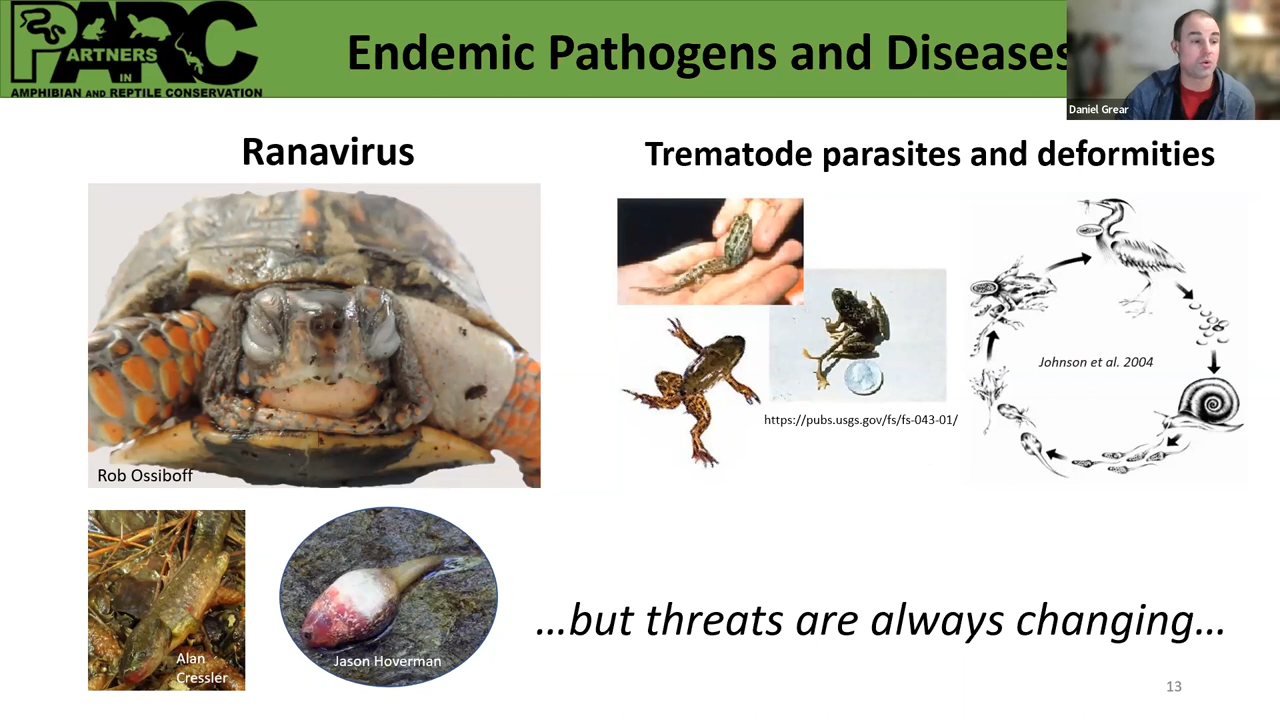 PARC
PARTNERS
IN
AMPHIBIAN AND REPTILE CONSERVATION
Endemic Pathogens and Diseases
Daniel Grear
Ranavirus
Trematode parasites and deformities
Johnson et al. 2004
https://pubs.usgs.gov/fs/fs-043-01/
Rob Ossiboff
Alan
Cressler
Jason Hoverman
…but threats are always changing…
13